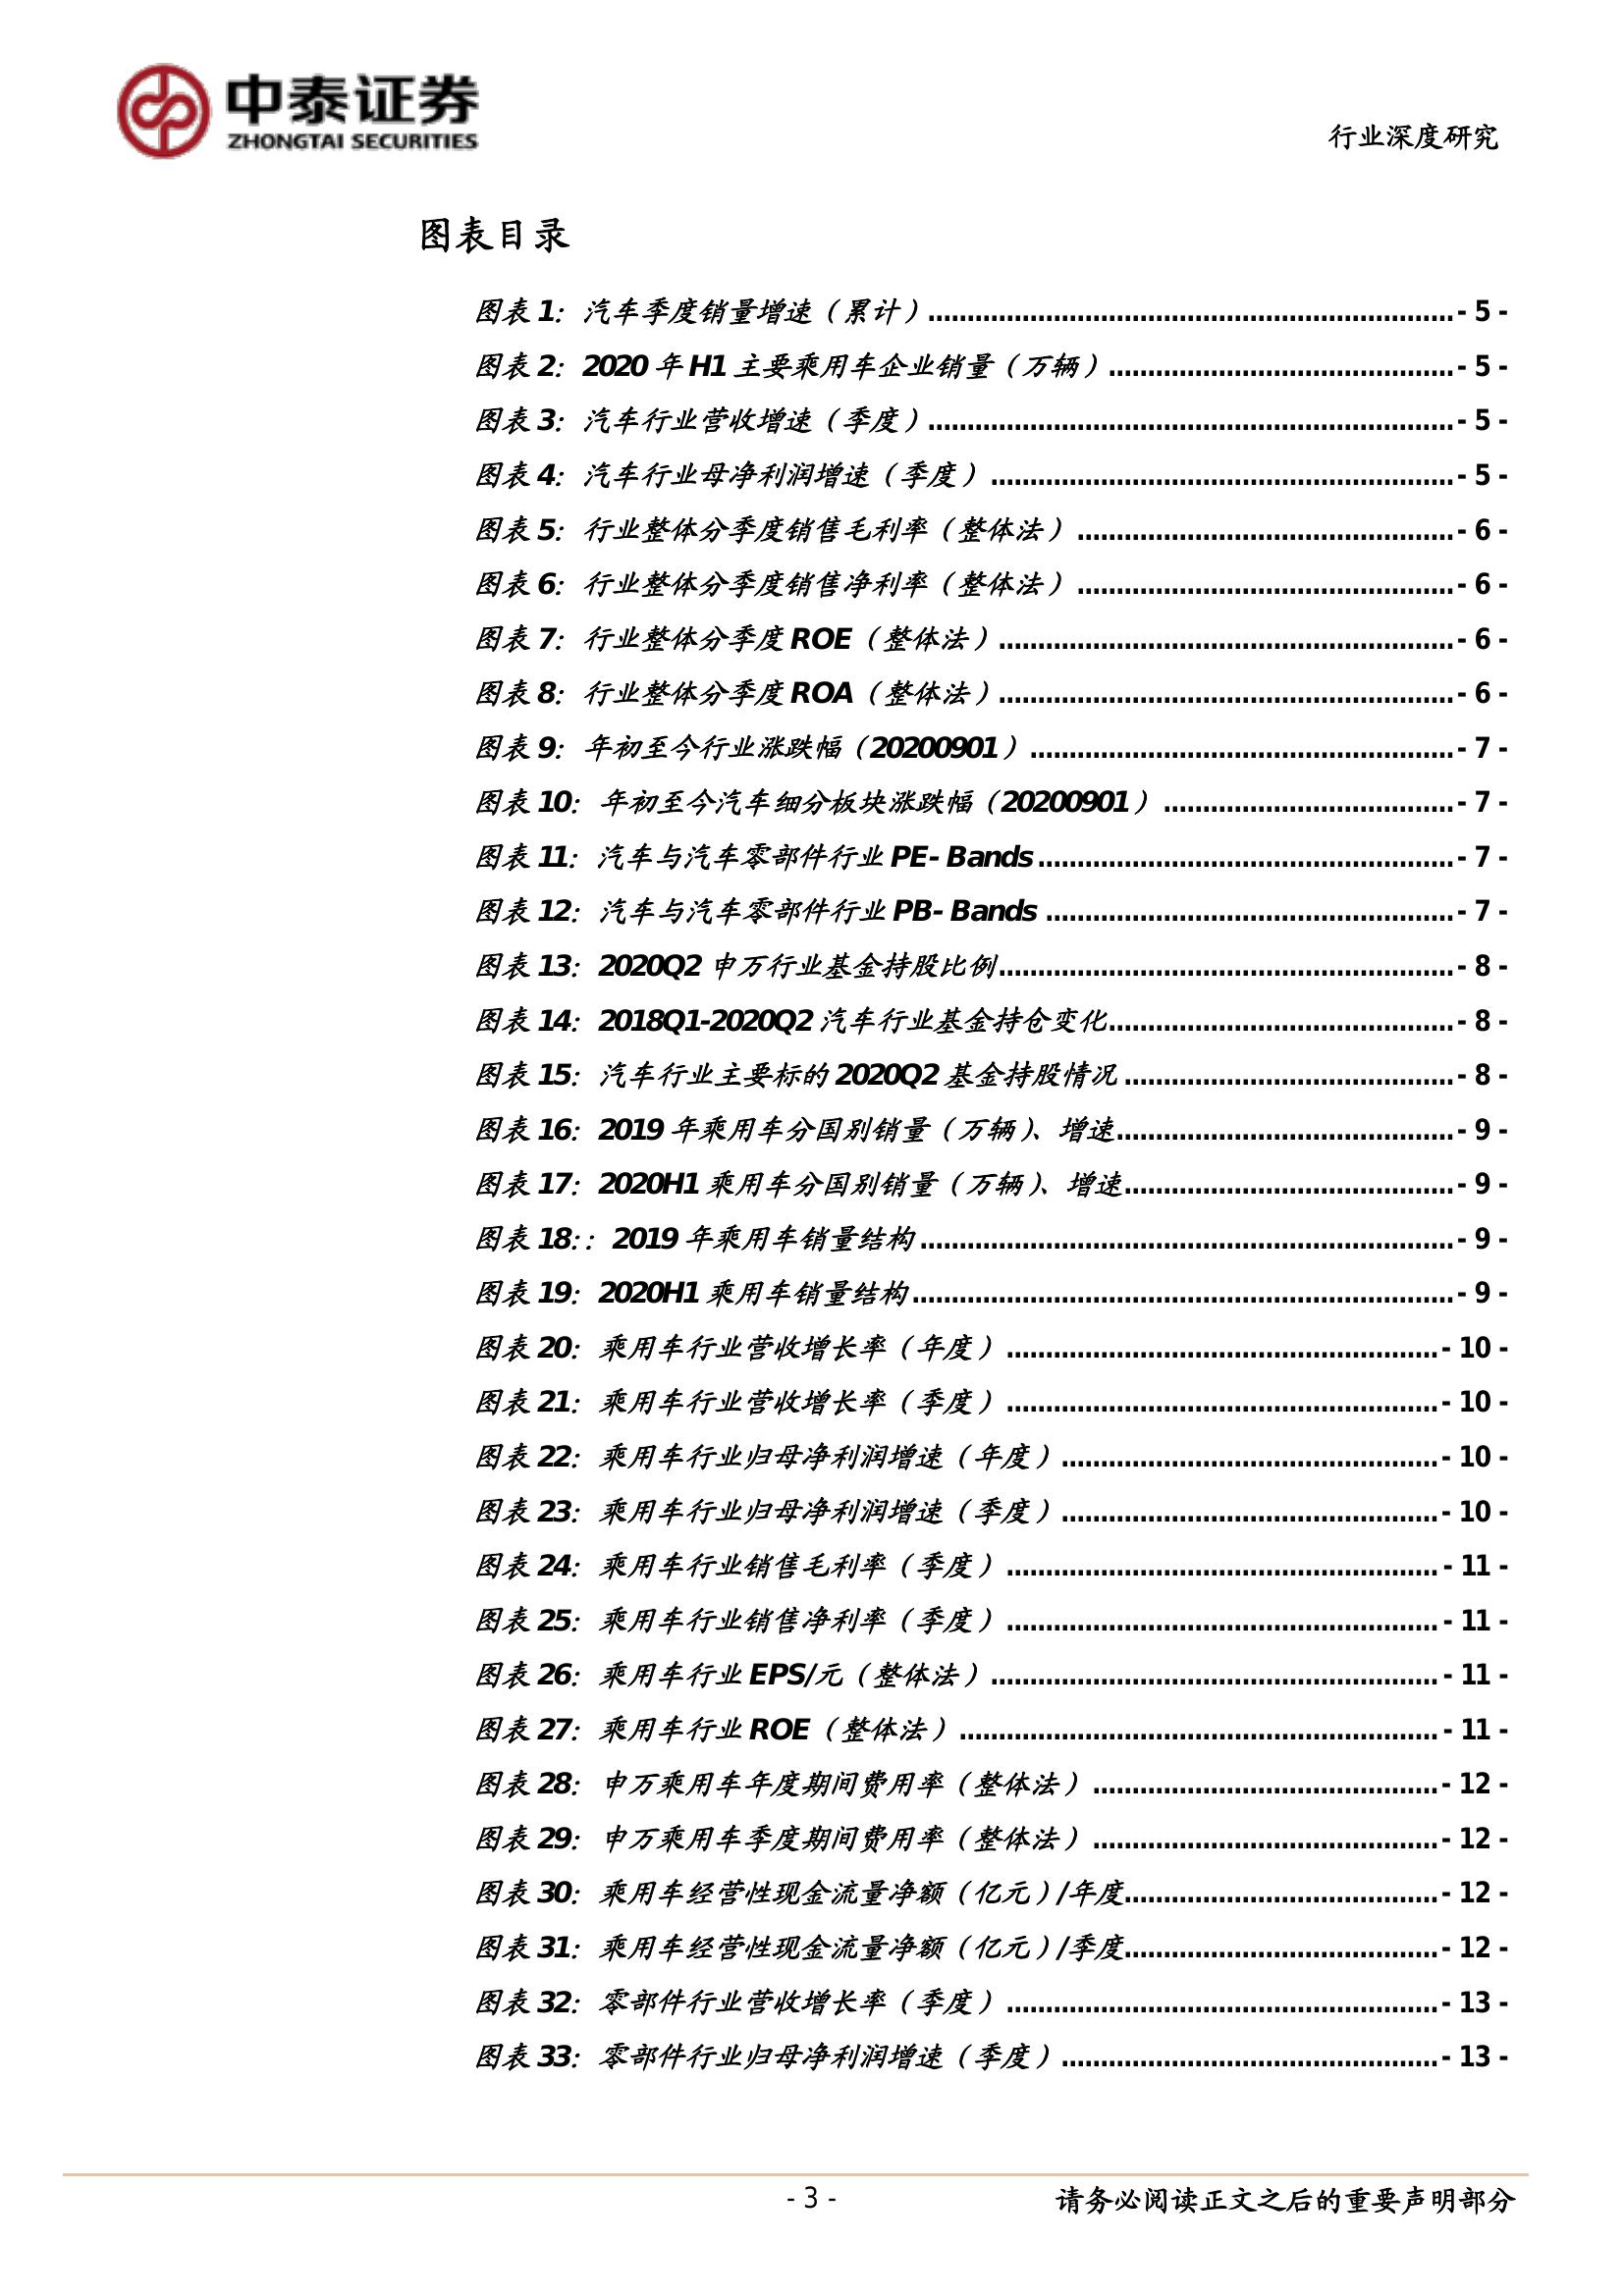 中泰证券
ZHONGTAI SECURITIES
行业深度研究
图表目录
图表 1：汽车季度销量增速（累计）- 5 -
图表 2：2020 年 H1 主要乘用车企业销量（万辆）- 5 -
图表 3：汽车行业营收增速（季度）- 5 -
图表 4：汽车行业母净利润增速（季度）- 5 -
图表 5：行业整体分季度销售毛利率（整体法）- 6 -
图表 6：行业整体分季度销售净利率（整体法）- 6 -
图表 7：行业整体分季度 ROE（整体法）- 6 -
图表 8：行业整体分季度 ROA（整体法）- 6 -
图表 9：年初至今行业涨跌幅（20200901）- 7 -
图表 10：年初至今汽车细分板块涨跌幅（20200901）- 7 -
图表 11：汽车与汽车零部件行业 PE- Bands- 7 -
图表 12：汽车与汽车零部件行业 PB- Bands- 7 -
图表 13：2020Q2 申万行业基金持股比例- 8 -
图表 14：2018Q1-2020Q2 汽车行业基金持仓变化- 8 -
图表 15：汽车行业主要标的 2020Q2 基金持股情况- 8 -
图表 16：2019 年乘用车分国别销量（万辆）、增速- 9 -
图表 17：2020H1 乘用车分国别销量（万辆）、增速- 9 -
图表 18：：2019 年乘用车销量结构- 9 -
图表 19：2020H1 乘用车销量结构- 9 -
图表 20：乘用车行业营收增长率（年度）- 10 -
图表 21：乘用车行业营收增长率（季度）- 10 -
图表 22：乘用车行业归母净利润增速（年度）- 10 -
图表 23：乘用车行业归母净利润增速（季度）- 10 -
图表 24：乘用车行业销售毛利率（季度）- 11 -
图表 25：乘用车行业销售净利率（季度）- 11 -
图表 26：乘用车行业 EPS/元（整体法）- 11 -
图表 27：乘用车行业 ROE（整体法）- 11 -
图表 28：申万乘用车年度期间费用率（整体法）- 12 -
图表 29：申万乘用车季度期间费用率（整体法）- 12 -
图表 30：乘用车经营性现金流量净额（亿元）/年度- 12 -
图表 31：乘用车经营性现金流量净额（亿元）/季度- 12 -
图表 32：零部件行业营收增长率（季度）- 13 -
图表 33：零部件行业归母净利润增速（季度）- 13 -
- 3 -
请务必阅读正文之后的重要声明部分